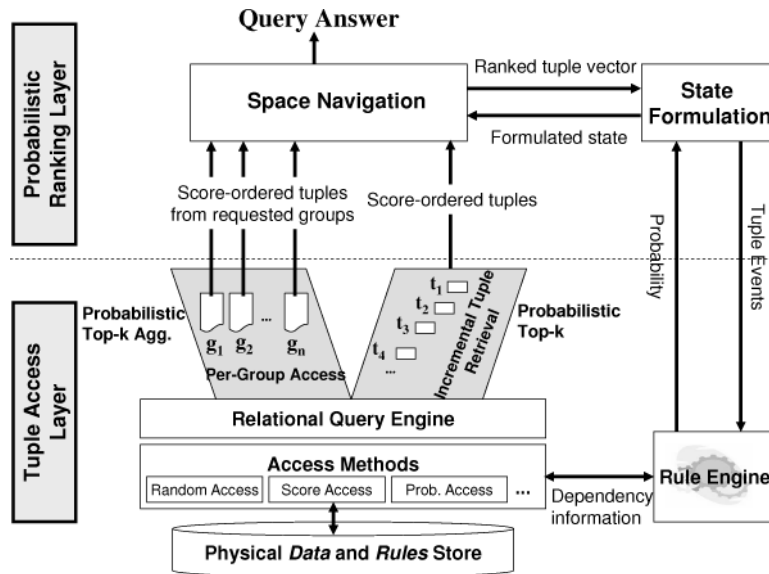 Query Answer
Probabilistic
Ranking Layer
Space Navigation
Ranked tuple vector
Formulated state
State
Formulation
Score-ordered tuples
from requested groups
Score-ordered tuples
Probability
Tuple Events
Tuple Access
Layer
Probabilistic
Top-k Agg.
g1 g2 ... gn
Per-Group Access
t1
t2
t3
t4
...
Incremental Tuple
Retrieval
Probabilistic
Top-k
Relational Query Engine
Access Methods
Random Access Score Access Prob. Access ...
Dependency
information
Rule Engine
Physical Data and Rules Store